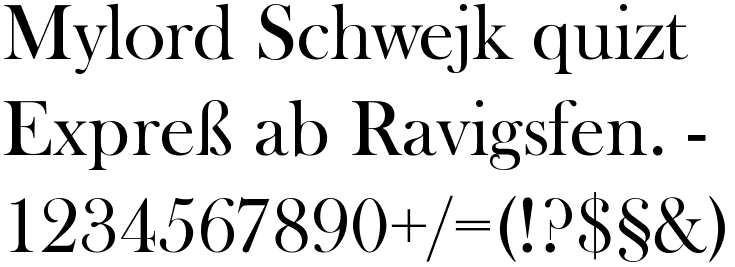 Mylord Schwejk quizt
Expreß ab Ravigsfen. -
1234567890+/=(!?$§&)